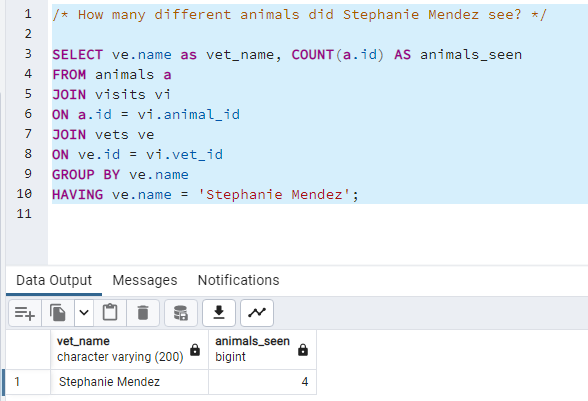 1 /* How many different animals did Stephanie Mendez see? */
2
3 SELECT ve.name as vet_name, COUNT(a.id) AS animals_seen
4 FROM animals a
5 JOIN visits vi
6 ON a.id = vi.animal_id
7 JOIN vets ve
8 ON ve.id = vi.vet_id
9 GROUP BY ve.name
10 HAVING ve.name = 'Stephanie Mendez';
11
Data Output Messages Notifications
vet_name animals_seen
character varying (200) bigint
1 Stephanie Mendez 4